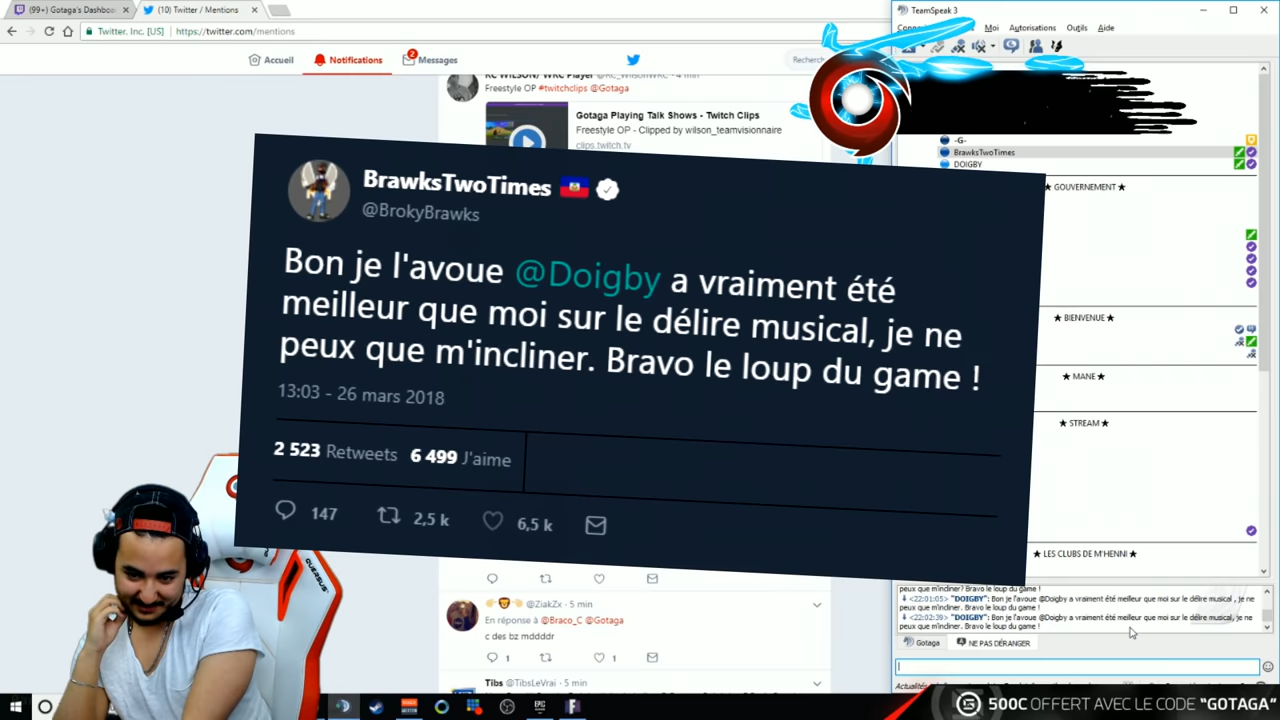 (99+) Gotaga's Dashboa
(10) Twitter / Mentions
TeamSpeak 3
Twitter, Inc. [US]
https://twitter.com/mentions
Moi
Autorisations
Outils
Aide
Accueil
Notifications
2
Messages
Recherch
RC WILSON/ WRC Player @RC_WilsonWRC · 4 min
Freestyle OP #twitchclips @Gotaga
Gotaga Playing Talk Shows - Twitch Clips
Freestyle OP - Clipped by wilson_teamvisionnaire
clips.twitch.tv
-G-
BrawksTwoTimes
DOIGBY
★ GOUVERNEMENT ★
★ BIENVENUE ★
★ MANE ★
★ STREAM ★
★ LES CLUBS DE M'HENNI ★
BrawksTwoTimes
@BrokyBrawks
Bon je l'avoue @Doigby a vraiment été
meilleur que moi sur le délire musical, je ne
peux que m'incliner. Bravo le loup du game !
13:03 - 26 mars 2018
2 523 Retweets 6 499 J'aime
147
2,5 k
6,5 k
@ZiakZx · 5 min
En réponse à @Braco_C @Gotaga
c des bz mddddr
1
1
Tibs @TibsLeVrai · 5 min
peux que m'indiner? Bravo le loup du game !
<22:01:05> "DOIGBY": Bon je l'avoue @Doigby a vraiment été meilleur que moi sur le délire musical , je ne
peux que m'indiner. Bravo le loup du game !
<22:02:39> "DOIGBY": Bon je l'avoue @Doigby a vraiment été meilleur que moi sur le délire musical, je ne
peux que m'incliner. Bravo le loup du game !
Gotaga
NE PAS DÉRANGER
Actualités
500C OFFERT AVEC LE CODE "GOTAGA"